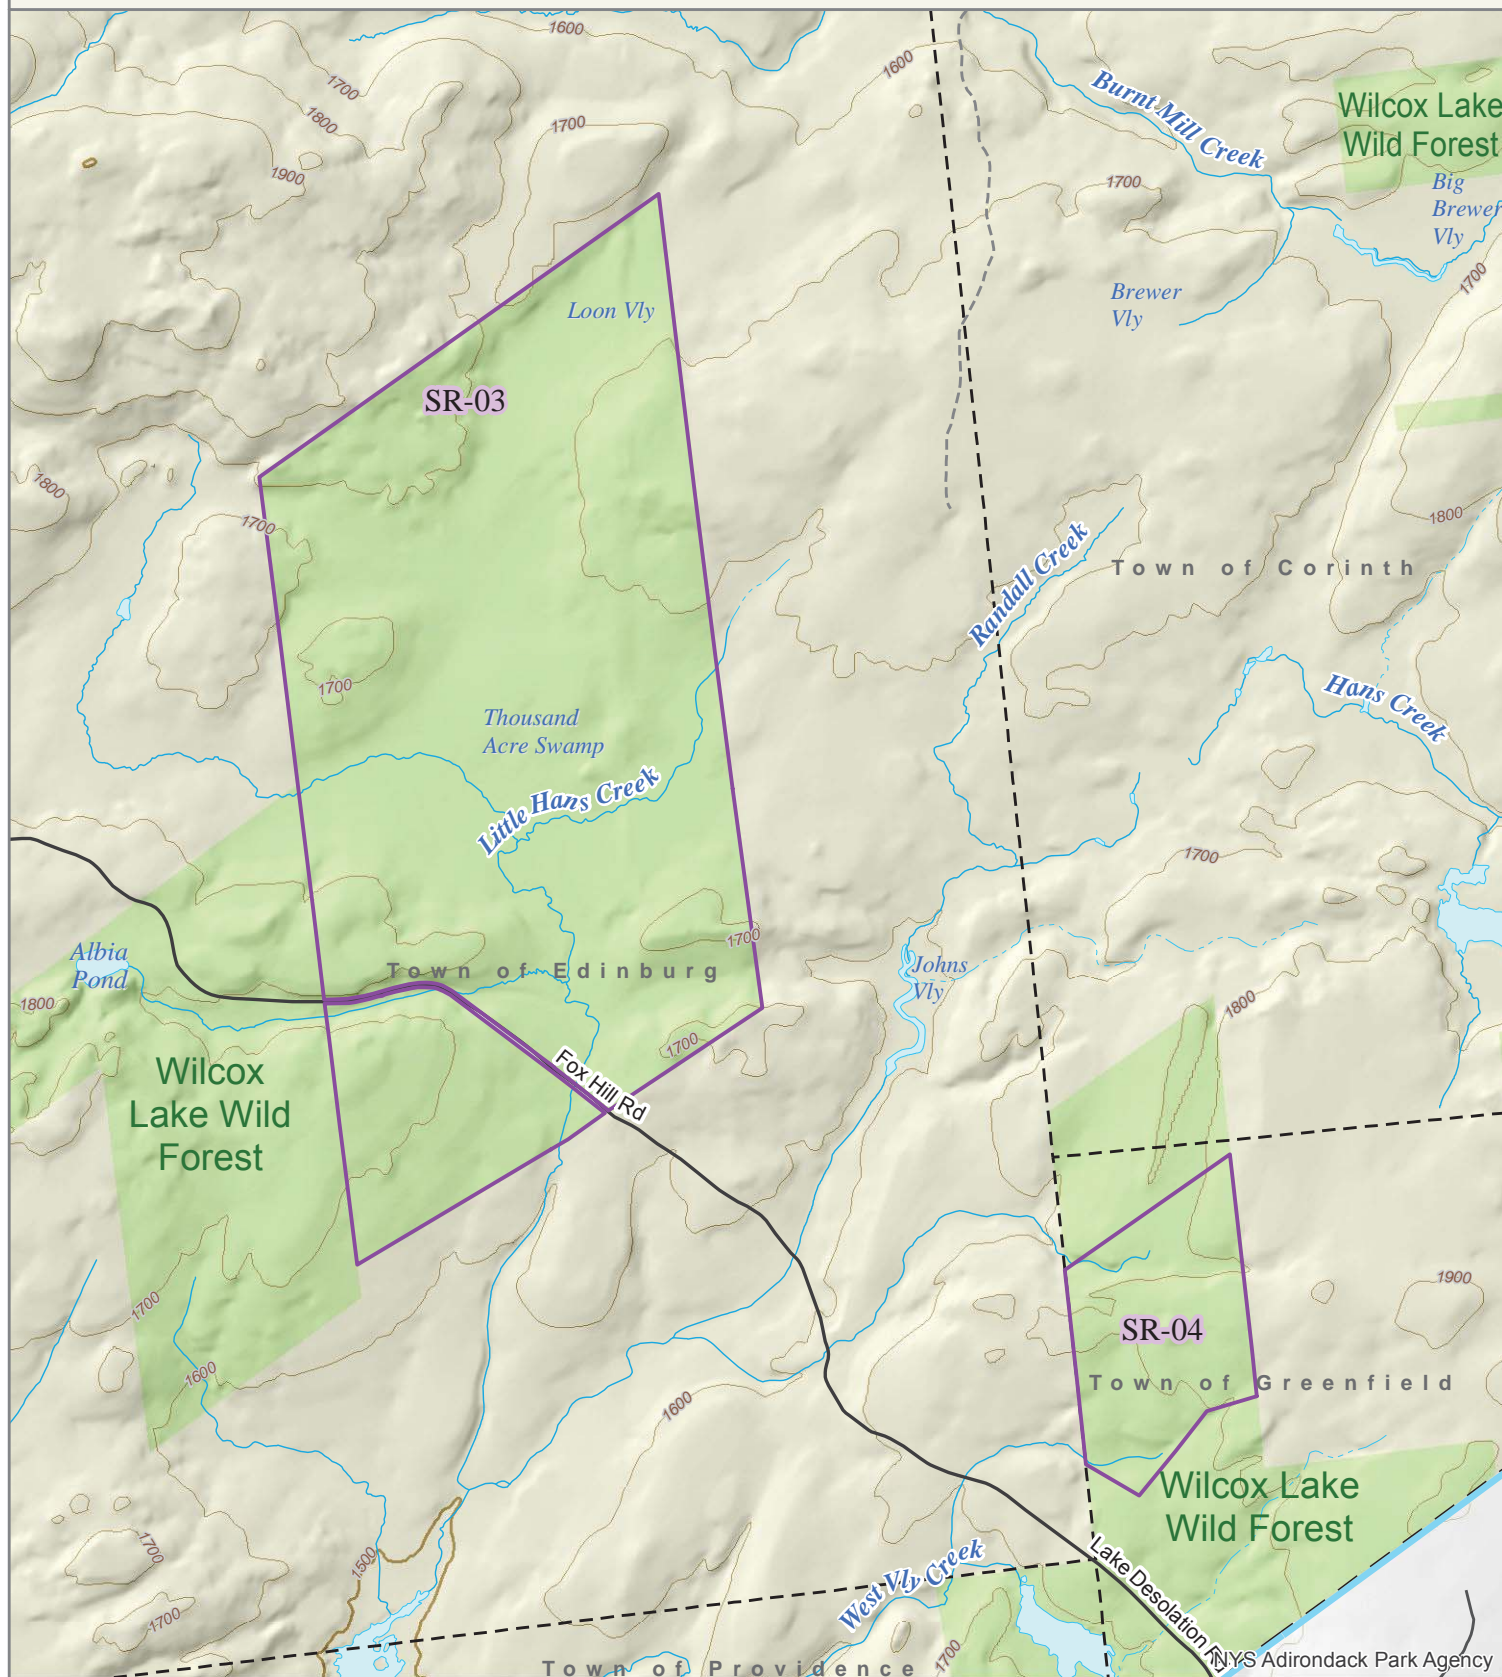 1600
1600
1700
1800
1700
1900
Burnt Mill Creek
Wilcox Lake
Wild Forest
1700
Big
Brewer
Vly
1700
Loon Vly
Brewer
Vly
SR-03
1800
1700
1800
Randall Creek
Town of Corinth
1700
Thousand
Acre Swamp
Hans Creek
Little Hans Creek
1700
1700
Albia
Pond
Town of Edinburg
Johns
Vly
1800
1800
1700
Fox Hill Rd
Wilcox
Lake Wild
Forest
1700
1900
SR-04
1600
Town of Greenfield
1600
Wilcox Lake
Wild Forest
1700
1500
Lake Desolation
West Vly Creek
1700
1700
Town of Providence
NYS Adirondack Park Agency